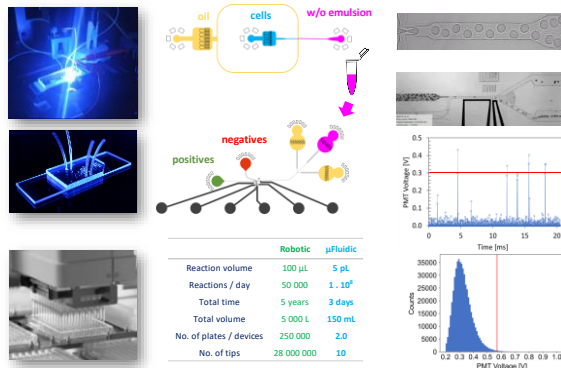 oil
cells
w/o emulsion
negatives
positives
Robotic µFluidic
Reaction volume 100 µL 5 pL
Reactions / day 50 000 1 . 10⁸
Total time 5 years 3 days
Total volume 5 000 L 150 mL
No. of plates / devices 250 000 2.0
No. of tips 28 000 000 10
PMT Voltage [V]
0.5
0.4
0.3
0.2
0.1
0.0
0 5 10 15 20
Time [ms]
Counts
35000
30000
25000
20000
15000
10000
5000
0
0.2 0.3 0.4 0.5 0.6 0.7 0.8 0.9 1.0
PMT Voltage [V]